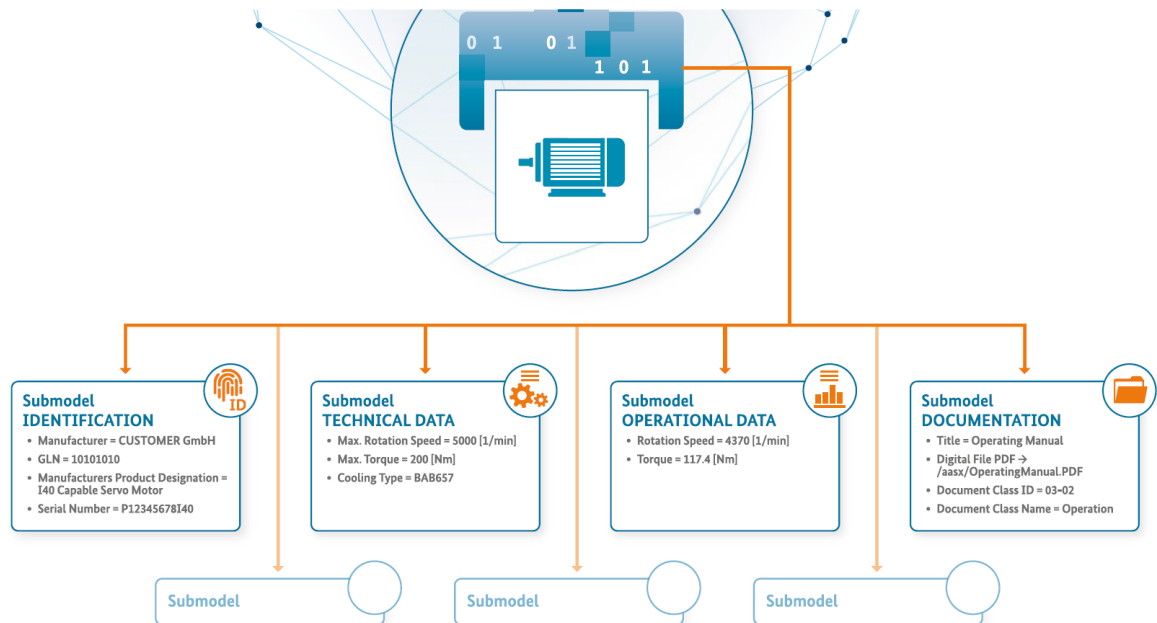 0 1 0 1
1 0 1
ID
Submodel
IDENTIFICATION
• Manufacturer = CUSTOMER GmbH
• GLN = 10101010
• Manufacturers Product Designation =
I40 Capable Servo Motor
• Serial Number = P12345678I40
Submodel
TECHNICAL DATA
• Max. Rotation Speed = 5000 [1/min]
• Max. Torque = 200 [Nm]
• Cooling Type = BAB657
Submodel
OPERATIONAL DATA
• Rotation Speed = 4370 [1/min]
• Torque = 117.4 [Nm]
Submodel
DOCUMENTATION
• Title = Operating Manual
• Digital File PDF →
/aasx/OperatingManual.PDF
• Document Class ID = 03-02
• Document Class Name = Operation
Submodel
Submodel
Submodel